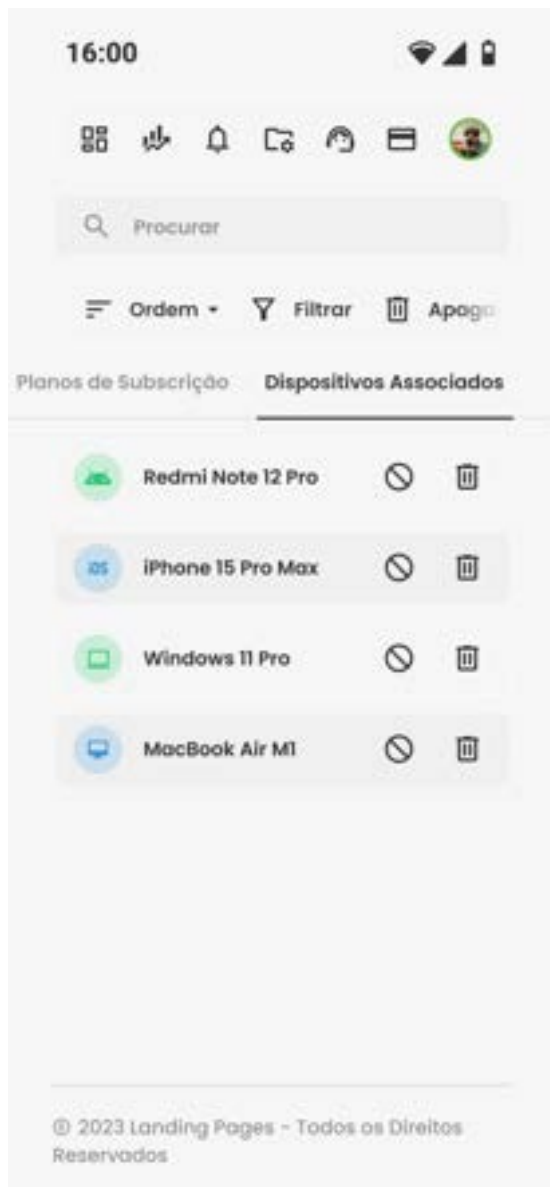 16:00
Procurar
Ordem
Filtrar
Apaga
Planos de Subscrição
Dispositivos Associados
Redmi Note 12 Pro
iOS
iPhone 15 Pro Max
Windows 11 Pro
MacBook Air M1
© 2023 Landing Pages - Todos os Direitos
Reservados